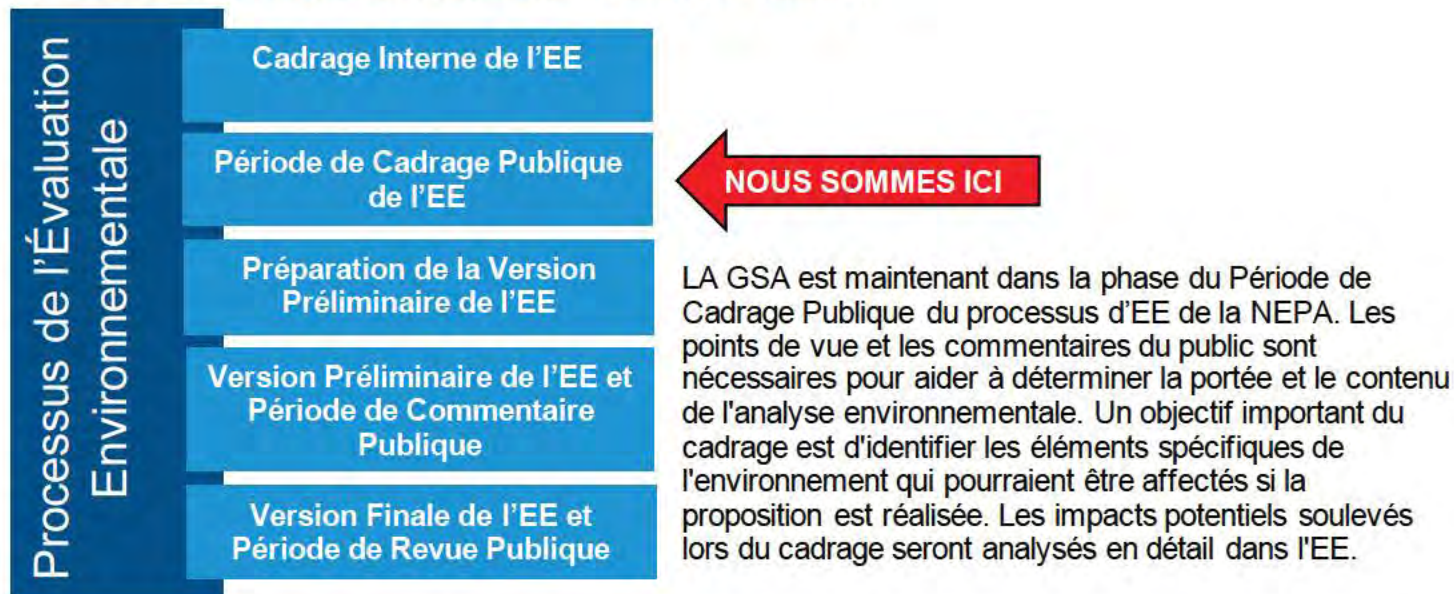 Processus de l'Évaluation
Environnementale
Cadrage Interne de l'EE
Période de Cadrage Publique
de l'EE
NOUS SOMMES ICI
Préparation de la Version
Préliminaire de l'EE
Version Préliminaire de l'EE et
Période de Commentaire
Publique
Version Finale de l'EE et
Période de Revue Publique
LA GSA est maintenant dans la phase du Période de
Cadrage Publique du processus d'EE de la NEPA. Les
points de vue et les commentaires du public sont
nécessaires pour aider à déterminer la portée et le contenu
de l'analyse environnementale. Un objectif important du
cadrage est d'identifier les éléments spécifiques de
l'environnement qui pourraient être affectés si la
proposition est réalisée. Les impacts potentiels soulevés
lors du cadrage seront analysés en détail dans l'EE.